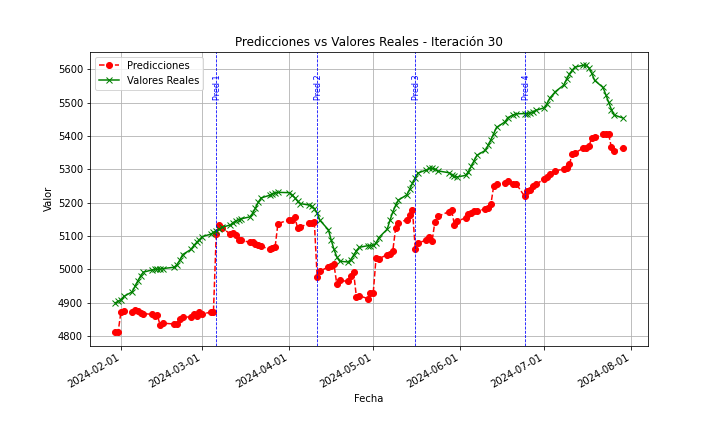 Predicciones vs Valores Reales - Iteración 30
Predicciones
Valores Reales
Pred 1
Pred 2
Pred 3
Pred 4
Valor
5600
5500
5400
5300
5200
5100
5000
4900
4800
2024-02-01
2024-03-01
2024-04-01
2024-05-01
2024-06-01
2024-07-01
2024-08-01
Fecha